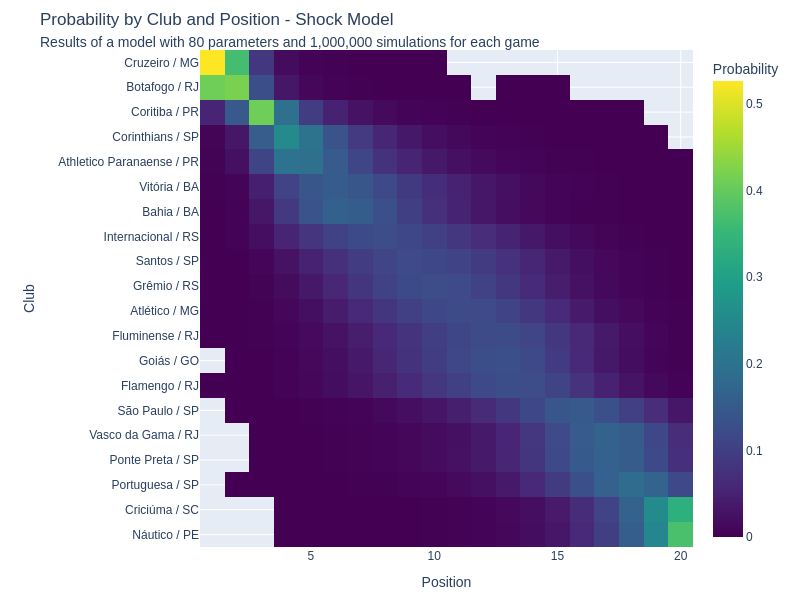 Probability by Club and Position - Shock Model
Results of a model with 80 parameters and 1,000,000 simulations for each game
Probability
Cruzeiro / MG
Botafogo / RJ
Coritiba / PR
Corinthians / SP
Athletico Paranaense / PR
Vitória / BA
Bahia / BA
Internacional / RS
Santos / SP
Grêmio / RS
Atlético / MG
Fluminense / RJ
Goiás / GO
Flamengo / RJ
São Paulo / SP
Vasco da Gama / RJ
Ponte Preta / SP
Portuguesa / SP
Criciúma / SC
Náutico / PE
Club
5
10
15
20
Position
0.5
0.4
0.3
0.2
0.1
0